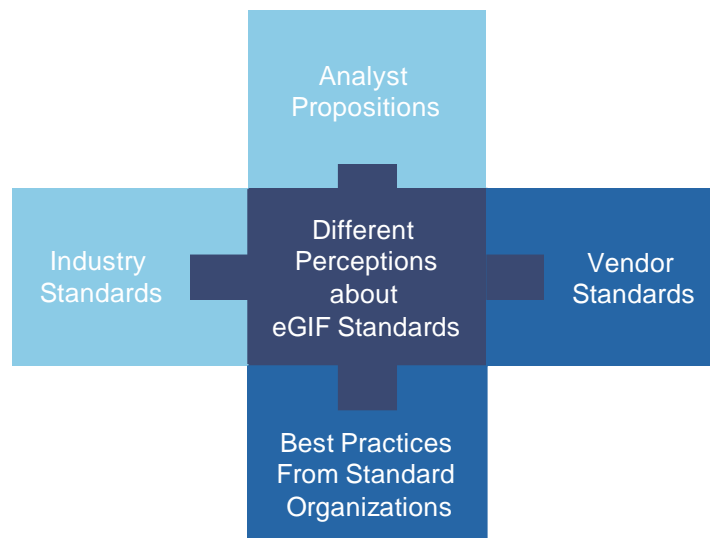 Analyst
Propositions
Different
Perceptions
about
eGIF Standards
Industry
Standards
Vendor
Standards
Best Practices
From Standard
Organizations